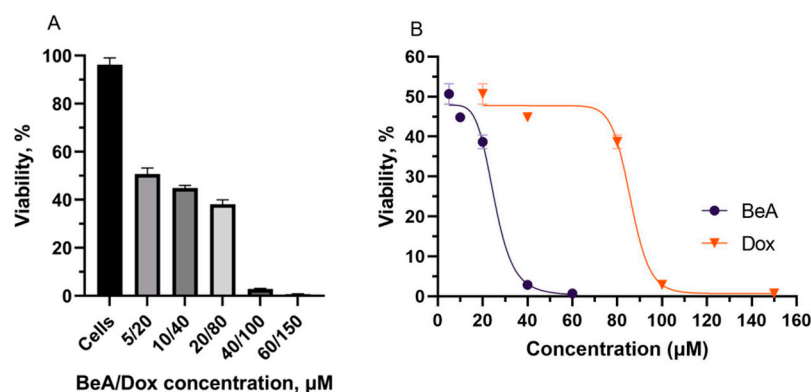 A
Viability, %
100
80
60
40
20
0
Cells
5/20
10/40
20/80
40/100
60/150
BeA/Dox concentration, µM
B
Viability, %
60
50
40
30
20
10
0
0 20 40 60 80 100 120 140 160
Concentration (µM)
BeA
Dox